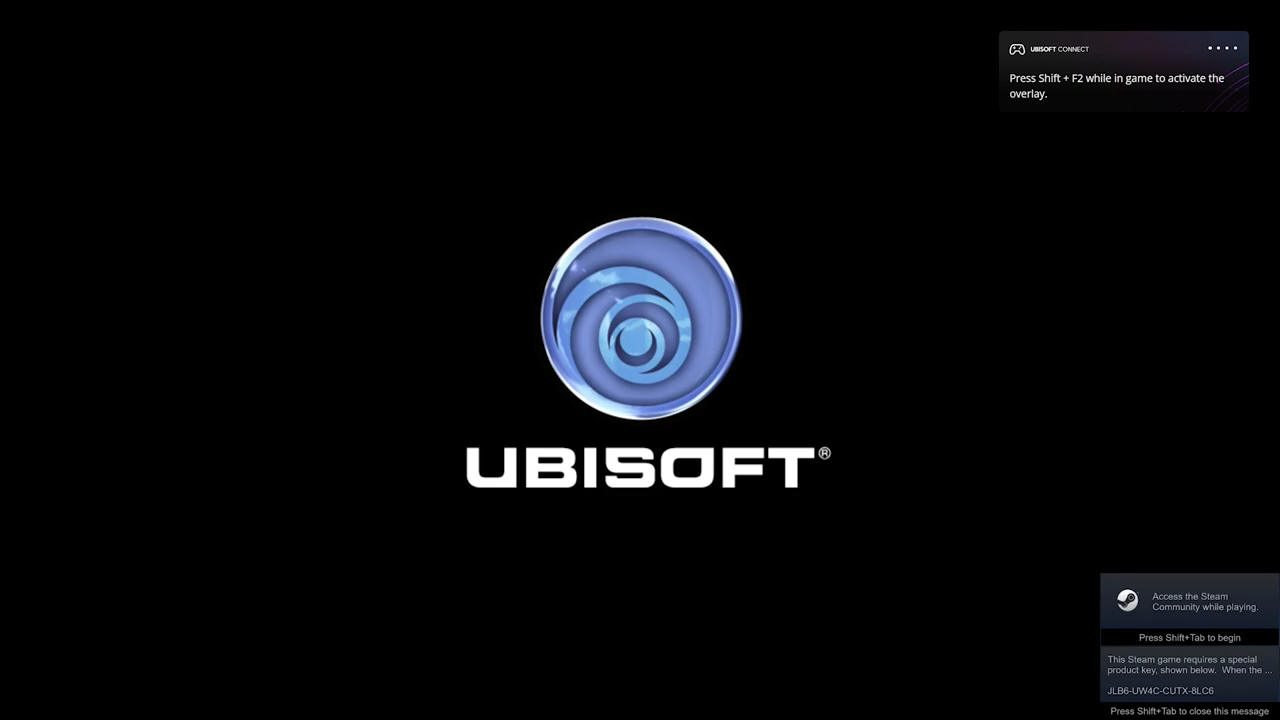 UBISOFT CONNECT
Press Shift + F2 while in game to activate the
overlay.
UBISOFT®
Access the Steam
Community while playing.
Press Shift+Tab to begin
This Steam game requires a special
product key, shown below. When the ...
JLB6-UW4C-CUTX-8LC6
Press Shift+Tab to close this message